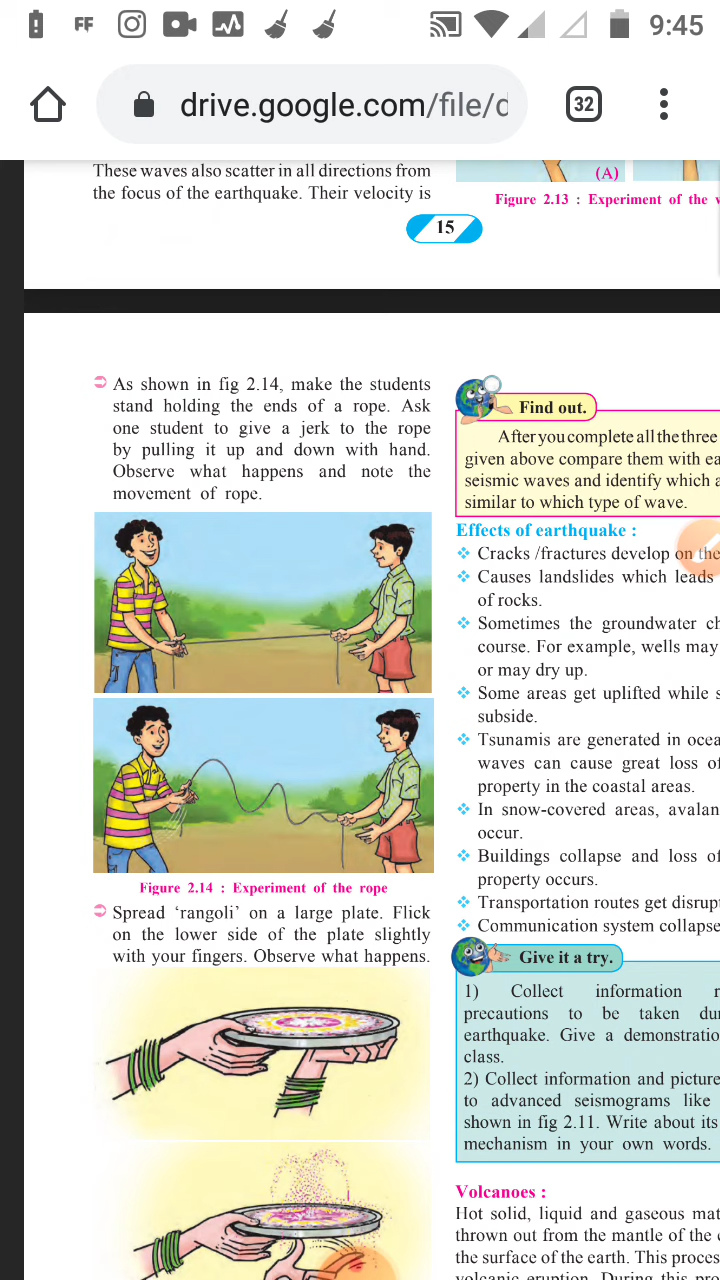 FF
9:45
drive.google.com/file/d
32
These waves also scatter in all directions from
the focus of the earthquake. Their velocity is
(A)
Figure 2.13 : Experiment of the
15
As shown in fig 2.14, make the students
stand holding the ends of a rope. Ask
one student to give a jerk to the rope
by pulling it up and down with hand.
Observe what happens and note the
movement of rope.
Figure 2.14 : Experiment of the rope
Spread ‘rangoli’ on a large plate. Flick
on the lower side of the plate slightly
with your fingers. Observe what happens.
Find out.
After you complete all the three
given above compare them with
seismic waves and identify which
similar to which type of wave.
Effects of earthquake :
Cracks /fractures develop on the
Causes landslides which leads
of rocks.
Sometimes the groundwater
course. For example, wells may
or may dry up.
Some areas get uplifted while
subside.
Tsunamis are generated in
waves can cause great loss
property in the coastal areas.
In snow-covered areas,
occur.
Buildings collapse and loss
property occurs.
Transportation routes get
Communication system collapse
Give it a try.
1) Collect information
precautions to be taken
earthquake. Give a
class.
2) Collect information and
to advanced seismograms like
shown in fig 2.11. Write about its
mechanism in your own words.
Volcanoes :
Hot solid, liquid and gaseous
thrown out from the mantle of the
the surface of the earth. This
volcanic eruption. During this